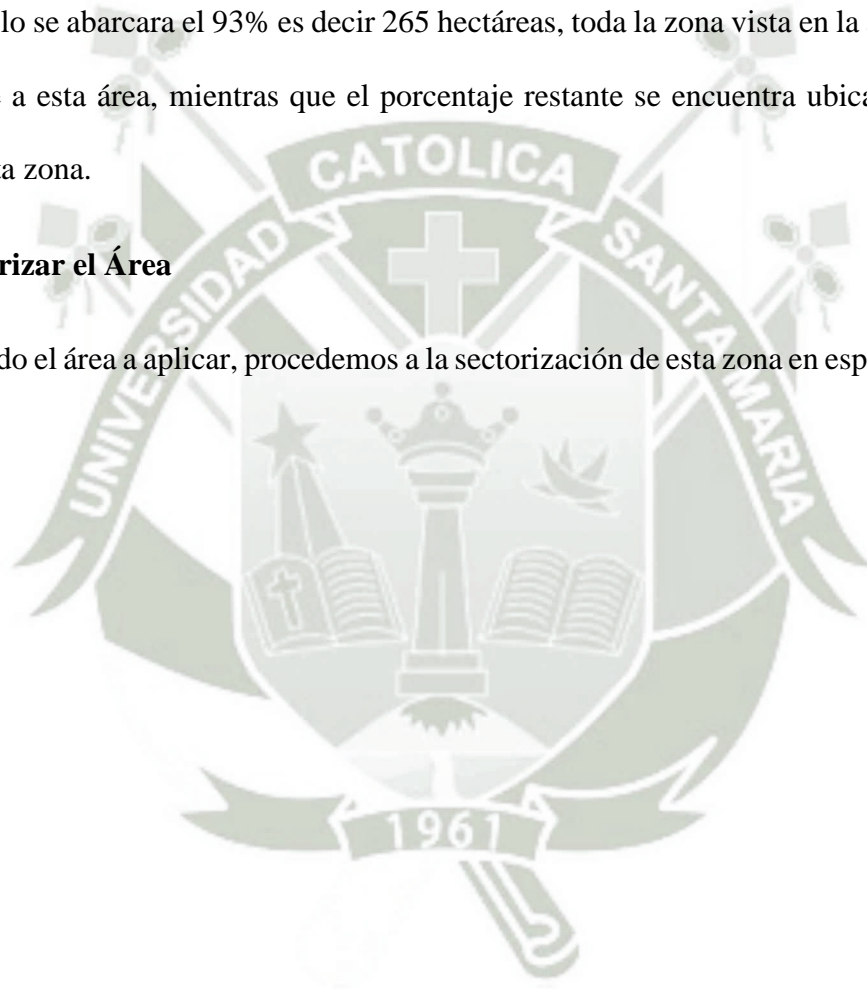 lo se abarcara el 93% es decir 265 hectáreas, toda la zona vista en la
a esta área, mientras que el porcentaje restante se encuentra ubica
ta zona.
rizar el Área
do el área a aplicar, procedemos a la sectorización de esta zona en esp
UNIVERSIDAD CATOLICA SANTA MARIA
1961